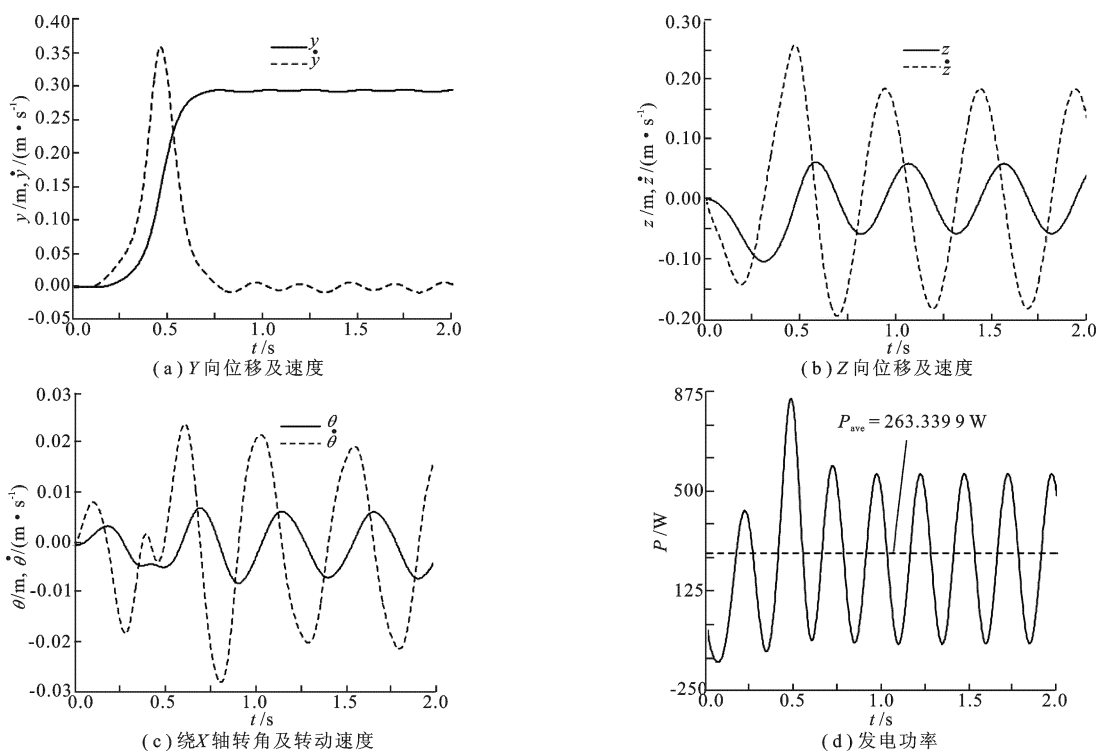 0.40
0.35
0.30
0.25
0.20
0.15
0.10
0.05
0.00
-0.05
y/m, ẏ/(m·s⁻¹)
y
ẏ
0.0 0.5 1.0 1.5 2.0
t/s
(a) Y向位移及速度
0.30
0.20
0.10
0.00
-0.10
-0.20
z/m, ż/(m·s⁻¹)
z
ż
0.0 0.5 1.0 1.5 2.0
t/s
(b) Z向位移及速度
0.03
0.02
0.01
0.00
-0.01
-0.02
-0.03
θ/m, θ̇/(m·s⁻¹)
θ
θ̇
0.0 0.5 1.0 1.5 2.0
t/s
(c) 绕X轴转角及转动速度
875
500
125
-250
P/W
Pave = 263.339 9 W
0.0 0.5 1.0 1.5 2.0
t/s
(d) 发电功率